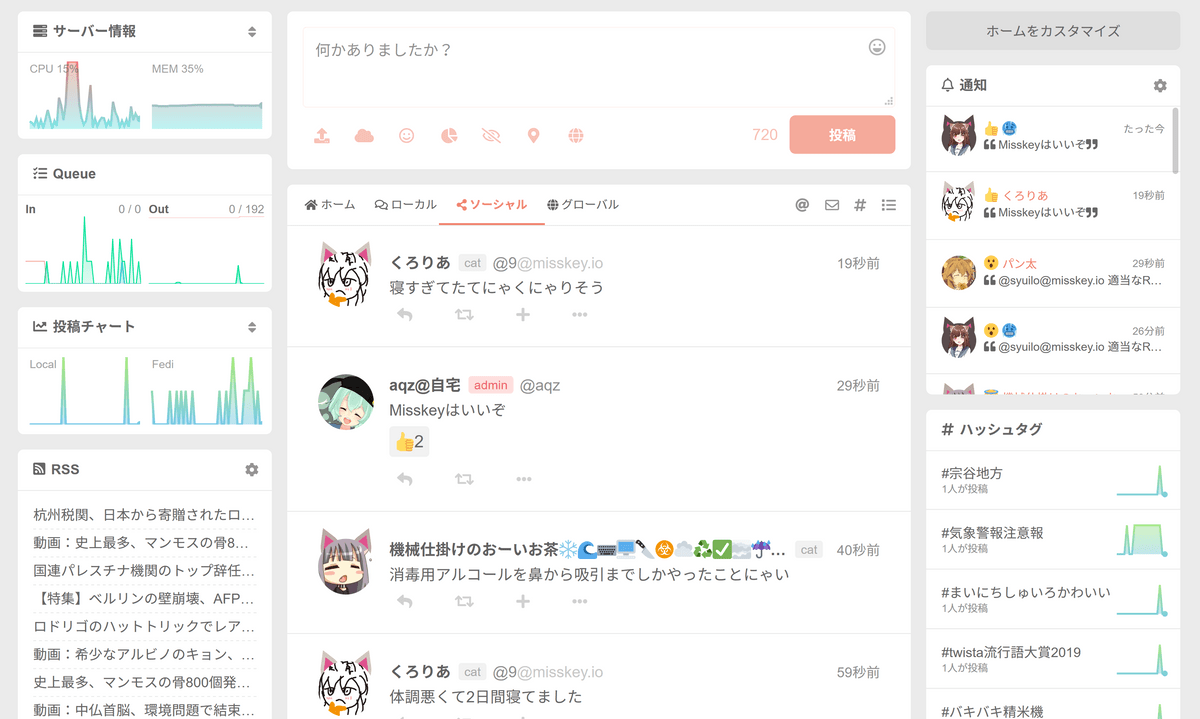 サーバー情報
CPU 15%
MEM 35%
Queue
In 0 / 0
Out 0 / 192
投稿チャート
Local
Fedi
RSS
杭州税関、日本から寄贈されたロ…
動画：史上最多、マンモスの骨8…
国連パレスチナ機関のトップ辞任…
【特集】ベルリンの壁崩壊、AFP…
ロドリゴのハットトリックでレア…
動画：希少なアルビノのキョン、…
史上最多、マンモスの骨800個発…
動画：中仏首脳、環境問題で結束…
何かありましたか？
720
投稿
ホーム ローカル ソーシャル グローバル
くろりあ cat @9@misskey.io 19秒前
寝すぎてたてにゃくにゃりそう
aqz@自宅 admin @aqz 29秒前
Misskeyはいいぞ
👍2
機械仕掛けのおーいお茶❄️🌊⌨️🖥️🔪☣️☁️♻️✅🌫️☔... cat 40秒前
消毒用アルコールを鼻から吸引までしかやったことにゃい
くろりあ cat @9@misskey.io 59秒前
体調悪くて2日間寝てました
ホームをカスタマイズ
通知
👍🥶 たった今
❝Misskeyはいいぞ❞
👍くろりあ 19秒前
❝Misskeyはいいぞ❞
😮パン太 29秒前
❝@syuilo@misskey.io 適当なR…
😮🥶 26分前
❝@syuilo@misskey.io 適当なR…
# ハッシュタグ
#宗谷地方
1人が投稿
#気象警報注意報
1人が投稿
#まいにちしゅいろかわいい
1人が投稿
#twista流行語大賞2019
1人が投稿
#バキバキ精米機